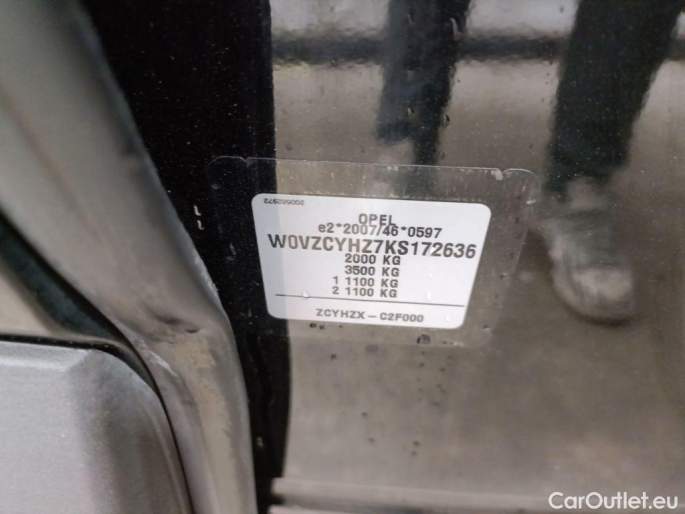 200582972
OPEL
e2*2007/46*0597
W0VZCYHZ7KS172636
2000 KG
3500 KG
1 1100 KG
2 1100 KG
ZCYHZX-C2F000
CarOutlet.eu